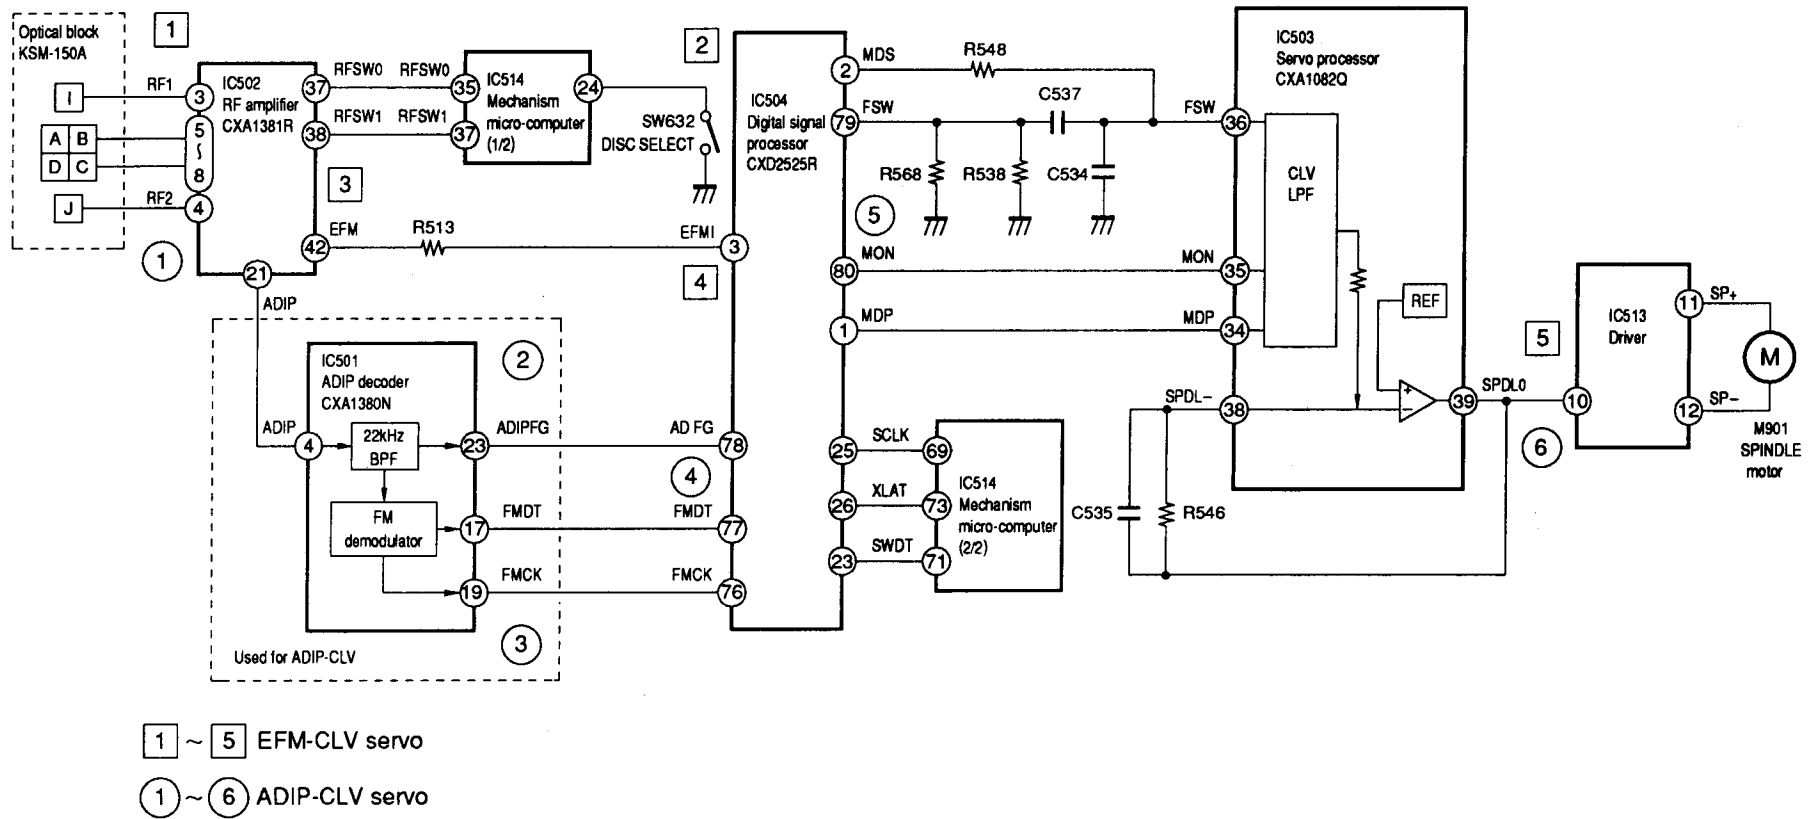 Optical block
KSM-150A
1
I
A B
D C
J
RF1
RF2
3
5
8
4
IC502
RF amplifier
CXA1381R
37
38
42
21
RFSW0
RFSW0
RFSW1
RFSW1
35
37
IC514
Mechanism
micro-computer
(1/2)
24
SW632
DISC SELECT
2
3
1
EFM
R513
EFMI
3
4
ADIP
ADIP
4
IC501
ADIP decoder
CXA1380N
22kHz
BPF
FM
demodulator
23
17
19
2
3
Used for ADIP-CLV
ADIPFG
AD FG
78
4
FMDT
FMDT
77
FMCK
FMCK
76
IC504
Digital signal
processor
CXD2525R
2
79
80
1
25
26
23
MDS
R548
FSW
C537
FSW
R568
R538
C534
5
MON
MON
MDP
MDP
36
35
34
38
39
IC503
Servo processor
CXA1082Q
CLV
LPF
REF
+
−
SCLK
69
XLAT
73
SWDT
71
IC514
Mechanism
micro-computer
(2/2)
SPDL−
C535
R546
SPDL0
5
6
10
IC513
Driver
11
12
SP+
SP−
M
M901
SPINDLE
motor
1 ~ 5 EFM-CLV servo
1 ~ 6 ADIP-CLV servo